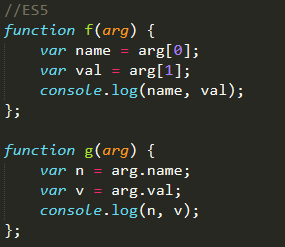 //ES5
function f(arg) {
    var name = arg[0];
    var val = arg[1];
    console.log(name, val);
};

function g(arg) {
    var n = arg.name;
    var v = arg.val;
    console.log(n, v);
};